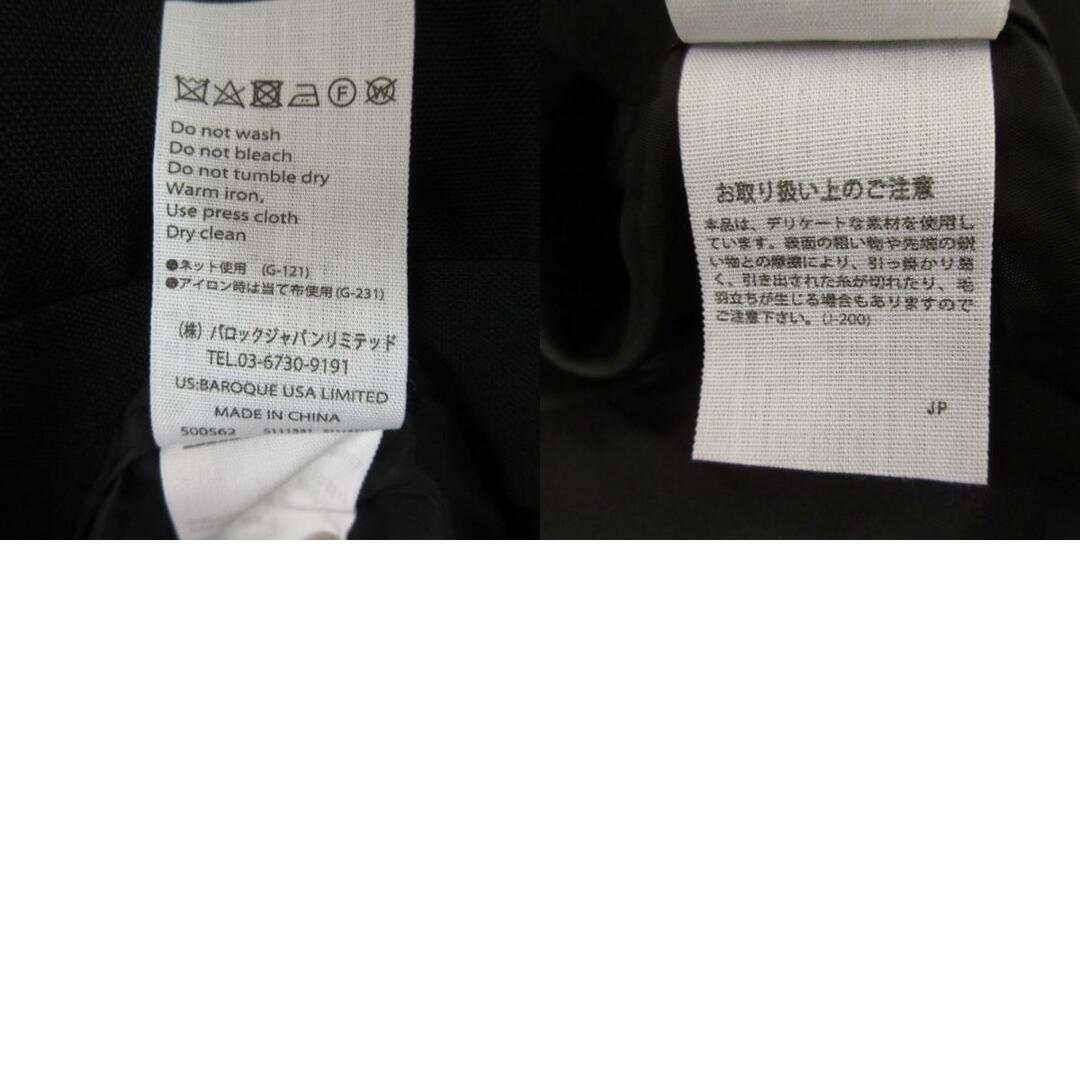 Do not wash
Do not bleach
Do not tumble dry
Warm iron,
Use press cloth
Dry clean
●ネット使用 (G-121)
●アイロン時は当て布使用(G-231)
(株) バロックジャパンリミテッド
TEL.03-6730-9191
US:BAROQUE USA LIMITED
MADE IN CHINA
500562
お取り扱い上のご注意
本品は、デリケートな素材を使用し
ています。表面の粗い物や先端の鋭
い物との摩擦により、引っ掛かり易
く、引き出された糸が切れたり、毛
羽立ちが生じる場合もありますので
ご注意下さい。(J-200)
JP